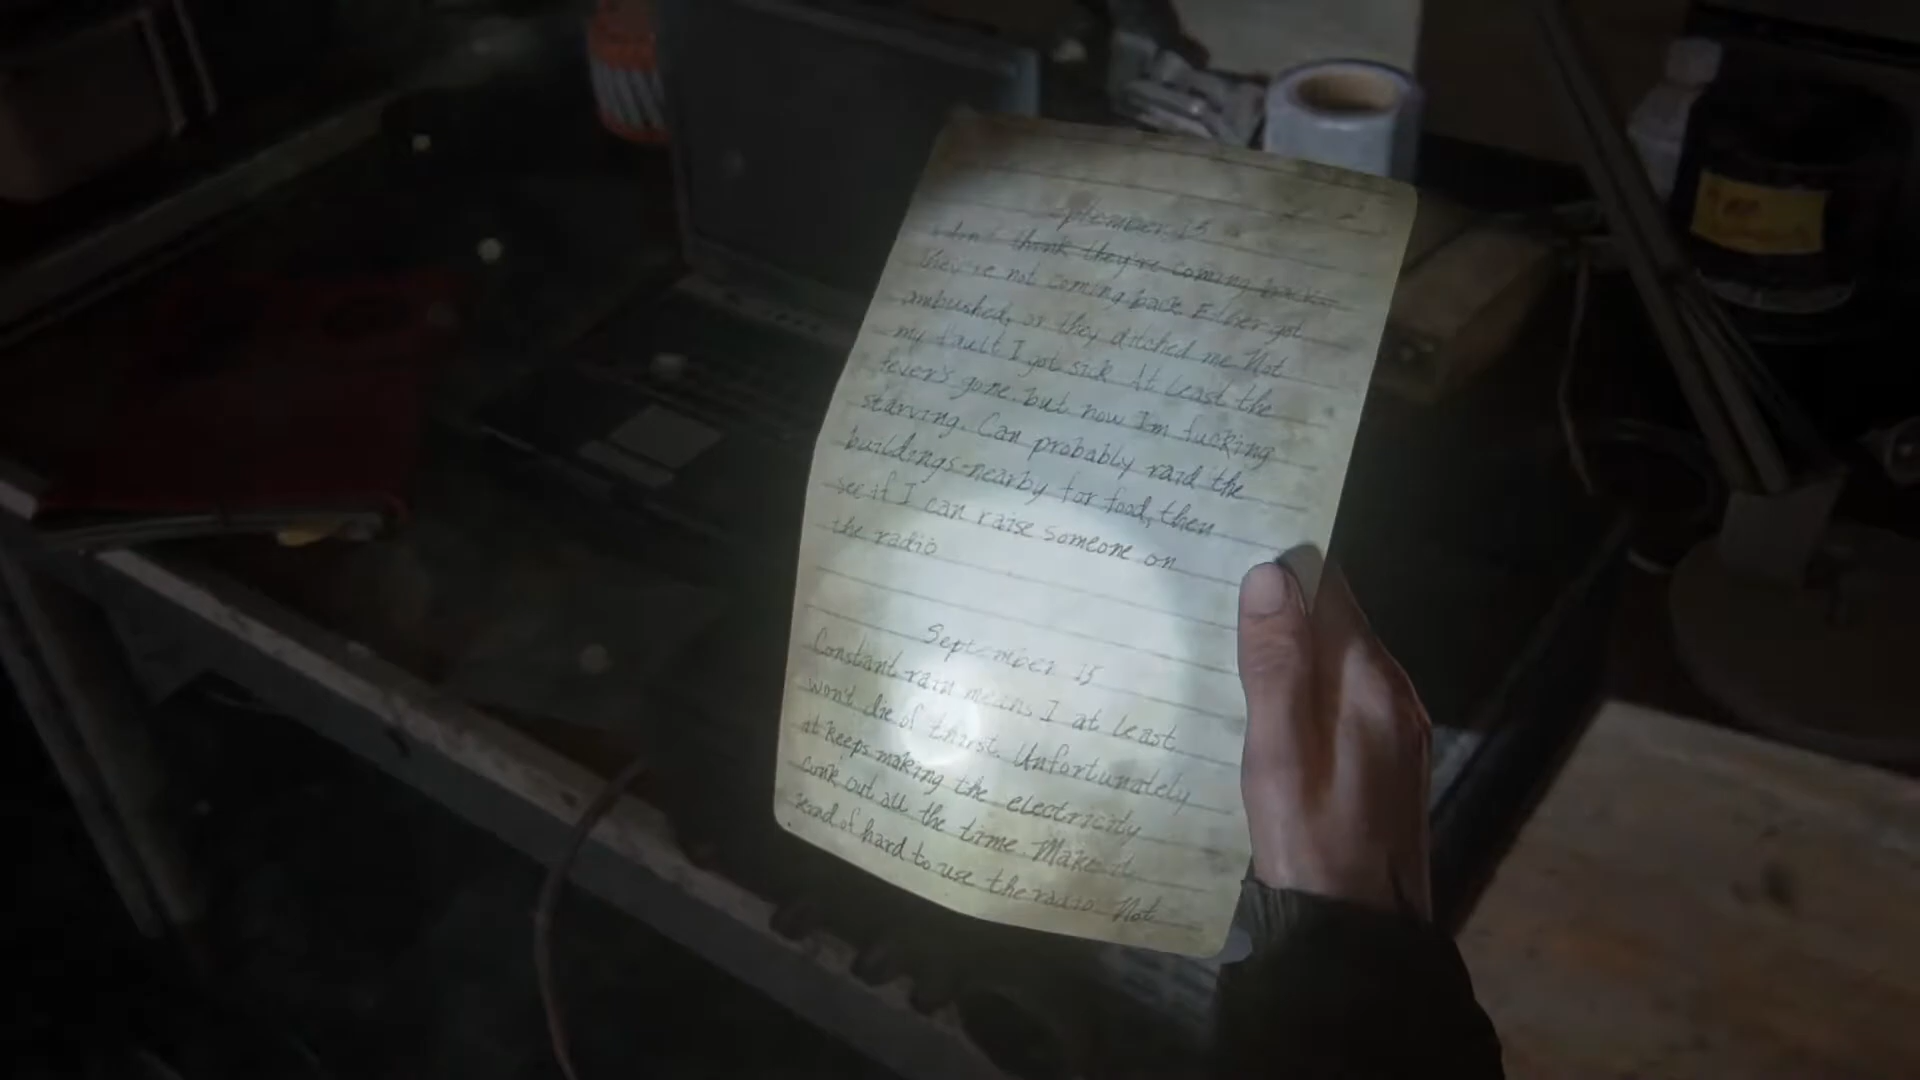 September 13
I don't think they're coming back.
They're not coming back. Either got
ambushed, or they ditched me. Not
my fault I got sick. At least the
fever's gone, but now I'm fucking
starving. Can probably raid the
buildings nearby for food, then
see if I can raise someone on
the radio
September 15
Constant rain means I at least
won't die of thirst. Unfortunately
it keeps making the electricity
conk out all the time. Make it
kind of hard to use the radio. Not